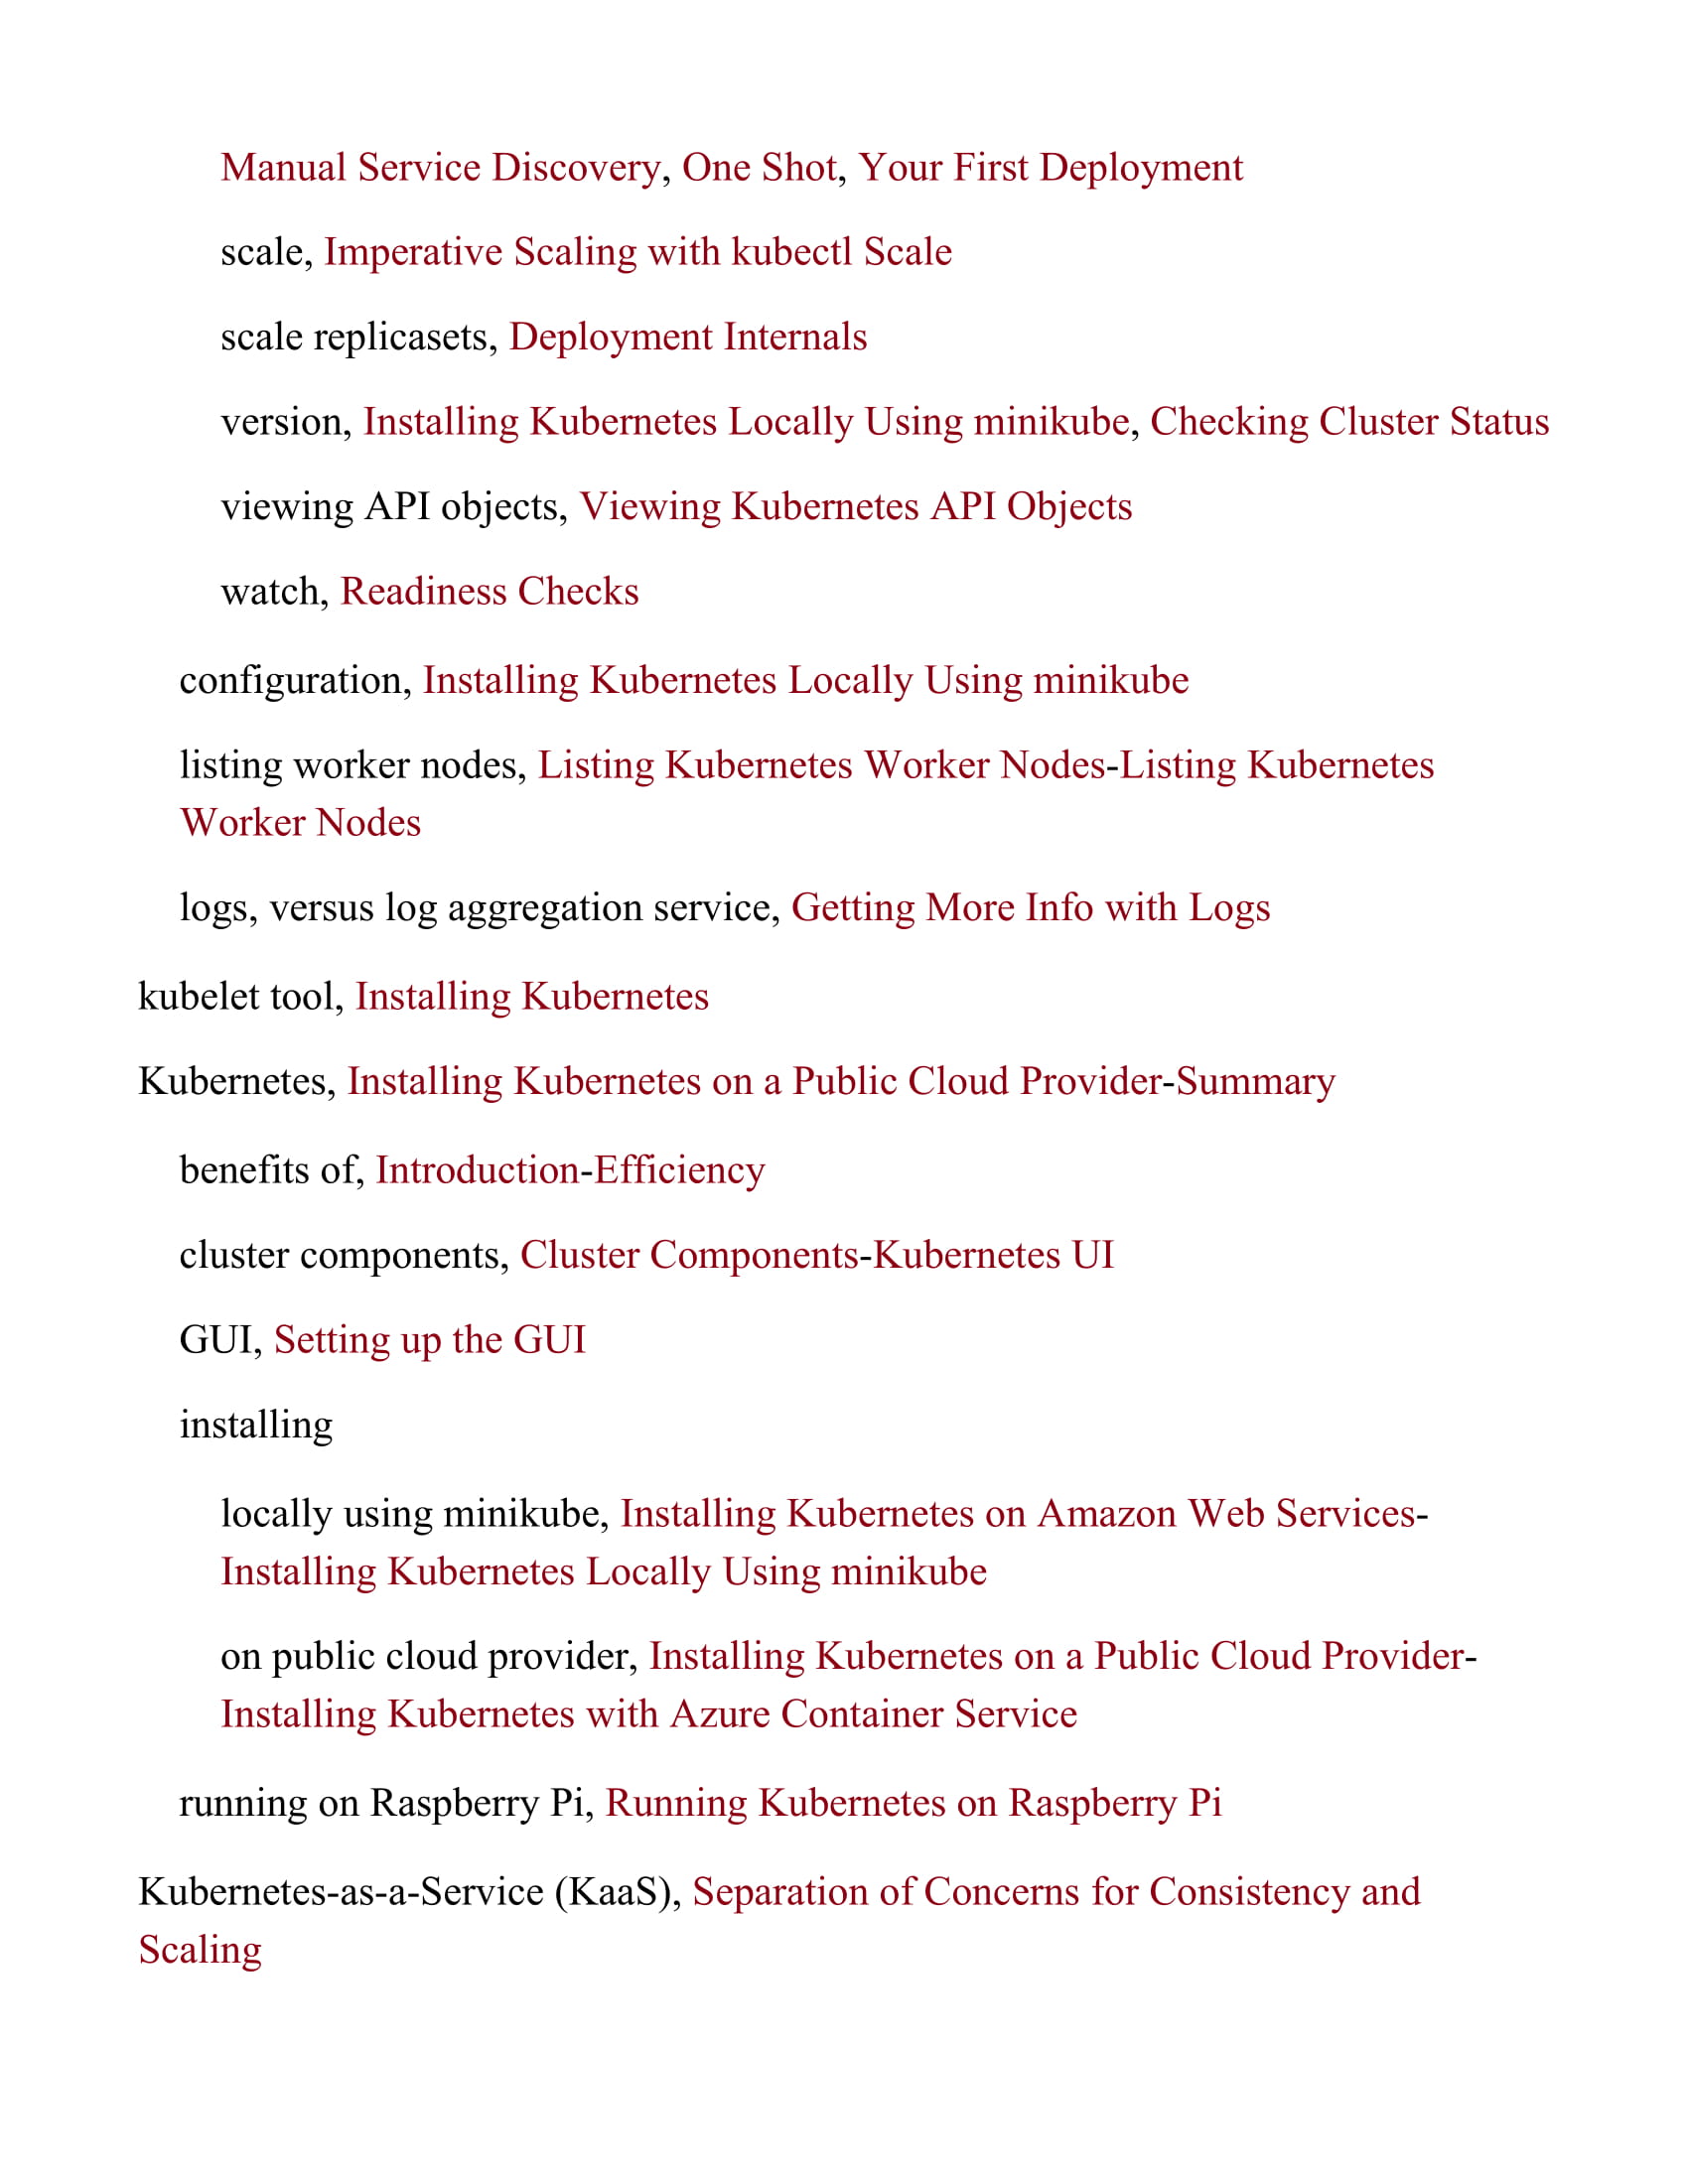 Manual Service Discovery, One Shot, Your First Deployment
scale, Imperative Scaling with kubectl Scale
scale replicasets, Deployment Internals
version, Installing Kubernetes Locally Using minikube, Checking Cluster Status
viewing API objects, Viewing Kubernetes API Objects
watch, Readiness Checks
configuration, Installing Kubernetes Locally Using minikube
listing worker nodes, Listing Kubernetes Worker Nodes-Listing Kubernetes
Worker Nodes
logs, versus log aggregation service, Getting More Info with Logs
kubelet tool, Installing Kubernetes
Kubernetes, Installing Kubernetes on a Public Cloud Provider-Summary
benefits of, Introduction-Efficiency
cluster components, Cluster Components-Kubernetes UI
GUI, Setting up the GUI
installing
locally using minikube, Installing Kubernetes on Amazon Web Services-
Installing Kubernetes Locally Using minikube
on public cloud provider, Installing Kubernetes on a Public Cloud Provider-
Installing Kubernetes with Azure Container Service
running on Raspberry Pi, Running Kubernetes on Raspberry Pi
Kubernetes-as-a-Service (KaaS), Separation of Concerns for Consistency and
Scaling